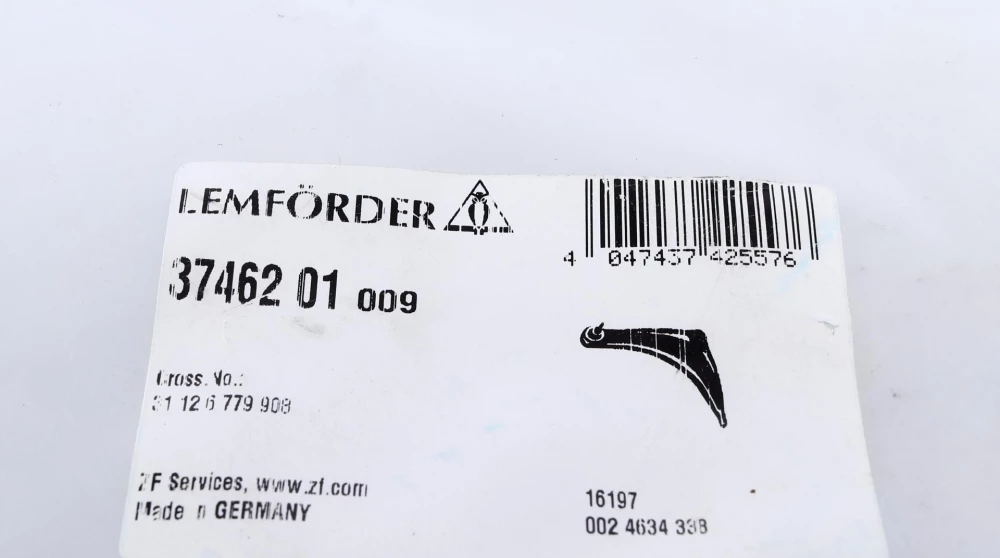 LEMFÖRDER
4 047437 425576
37462 01 009
Cross. No.:
31 12 6 779 908
ZF Services, www.zf.com
Made in GERMANY
16197
002 4634 338